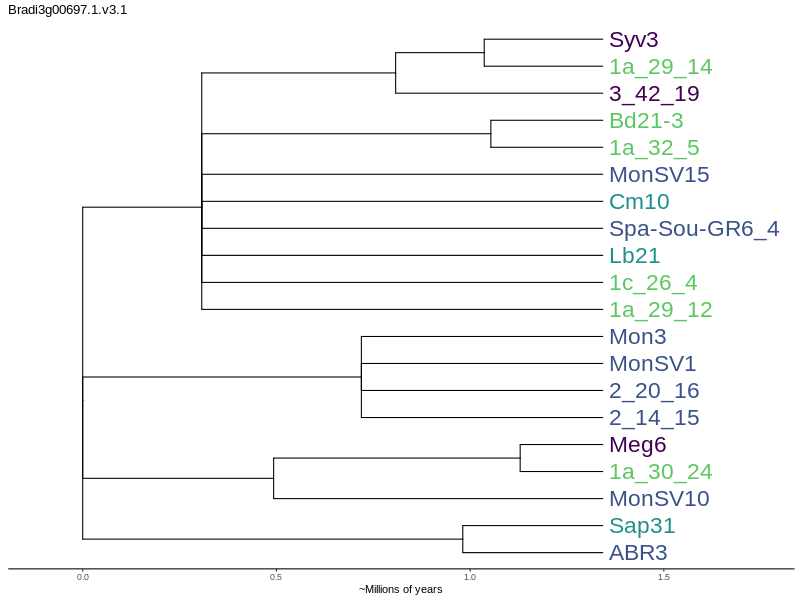 Bradi3g00697.1.v3.1
Syv3
1a_29_14
3_42_19
Bd21-3
1a_32_5
MonSV15
Cm10
Spa-Sou-GR6_4
Lb21
1c_26_4
1a_29_12
Mon3
MonSV1
2_20_16
2_14_15
Meg6
1a_30_24
MonSV10
Sap31
ABR3
0.0 0.5 1.0 1.5
~Millions of years